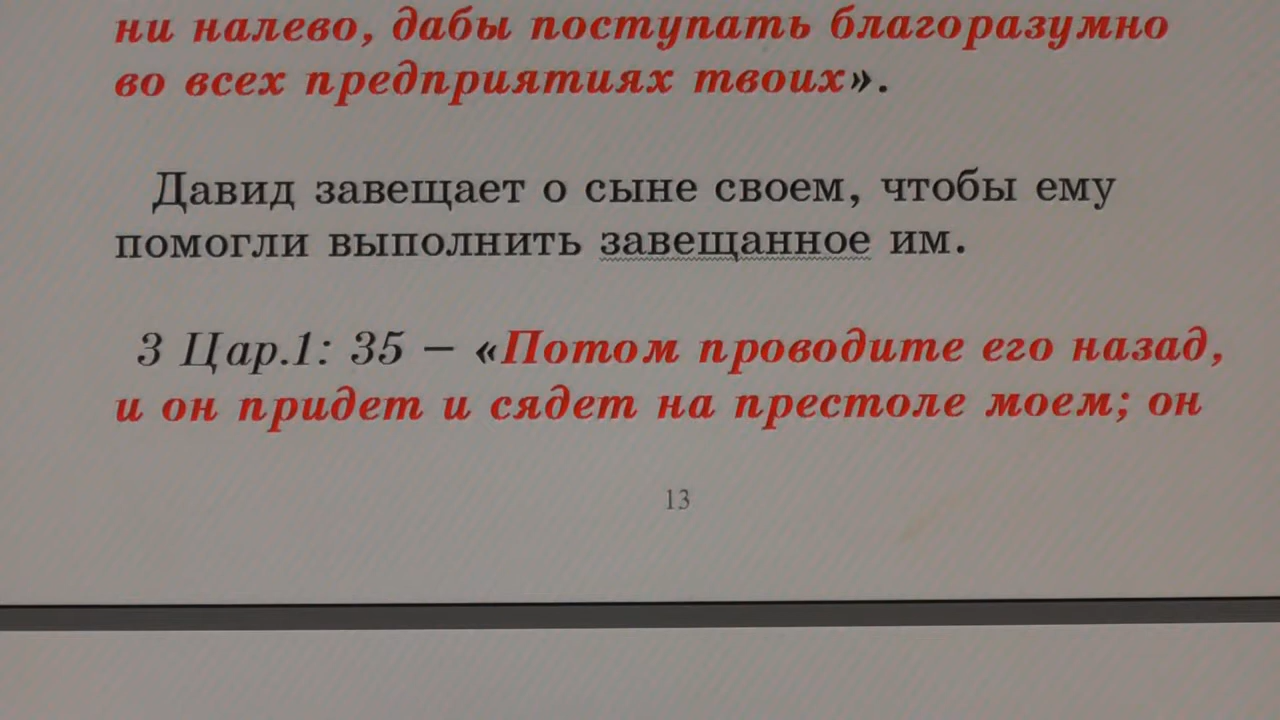 ни налево, дабы поступать благоразумно
во всех предприятиях твоих».
Давид завещает о сыне своем, чтобы ему
помогли выполнить завещанное им.
3 Цар.1: 35 – «Потом проводите его назад,
и он придет и сядет на престоле моем; он
13